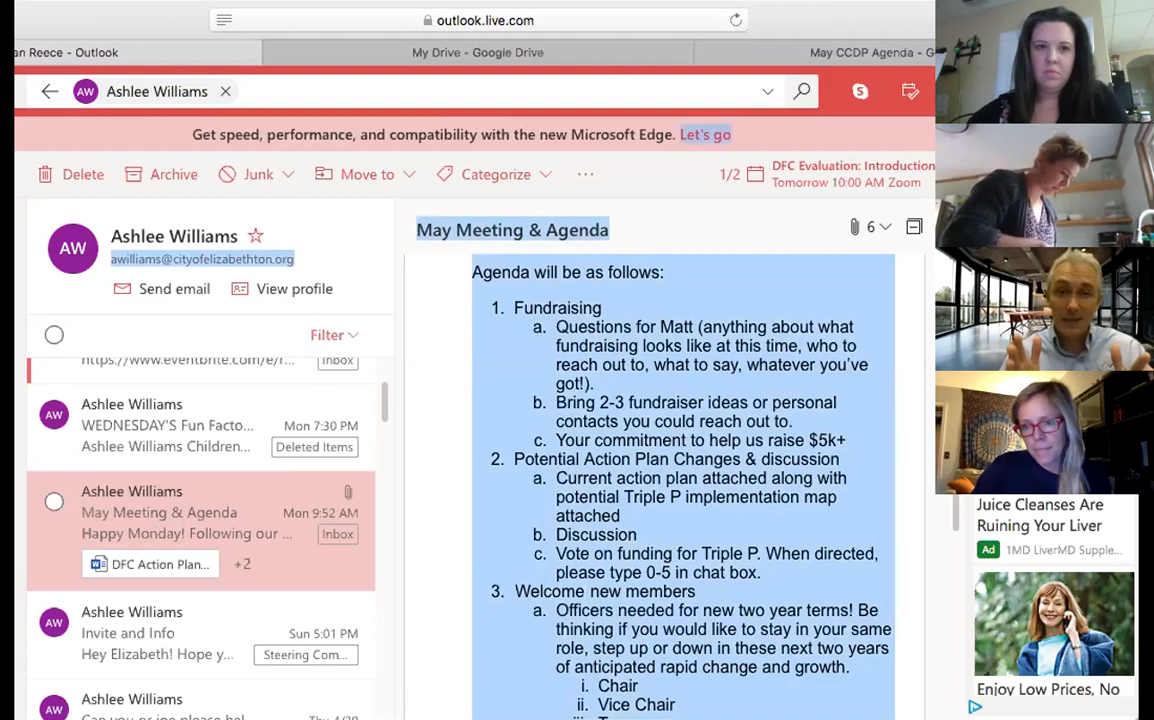 outlook.live.com
an Reece - Outlook
My Drive - Google Drive
May CCDP Agenda - G
AW Ashlee Williams
Get speed, performance, and compatibility with the new Microsoft Edge. Let's go
Delete
Archive
Junk
Move to
Categorize
1/2
DFC Evaluation: Introduction
Tomorrow 10:00 AM Zoom
AW
Ashlee Williams
awilliams@cityofelizabethton.org
Send email
View profile
Filter
https://www.eventbrite.com/e/r...
Inbox
AW
Ashlee Williams
WEDNESDAY'S Fun Facto...
Mon 7:30 PM
Ashlee Williams Children...
Deleted Items
Ashlee Williams
May Meeting & Agenda
Mon 9:52 AM
Happy Monday! Following our ...
Inbox
DFC Action Plan...
+2
AW
Ashlee Williams
Invite and Info
Sun 5:01 PM
Hey Elizabeth! Hope y...
Steering Com...
AW
Ashlee Williams
May Meeting & Agenda
6
Agenda will be as follows:
1. Fundraising
a. Questions for Matt (anything about what
fundraising looks like at this time, who to
reach out to, what to say, whatever you've
got!).
b. Bring 2-3 fundraiser ideas or personal
contacts you could reach out to.
c. Your commitment to help us raise $5k+
2. Potential Action Plan Changes & discussion
a. Current action plan attached along with
potential Triple P implementation map
attached
b. Discussion
c. Vote on funding for Triple P. When directed,
please type 0-5 in chat box.
3. Welcome new members
a. Officers needed for new two year terms! Be
thinking if you would like to stay in your same
role, step up or down in these next two years
of anticipated rapid change and growth.
i. Chair
ii. Vice Chair
Juice Cleanses Are
Ruining Your Liver
Ad 1MD LiverMD Supple...
Enjoy Low Prices, No